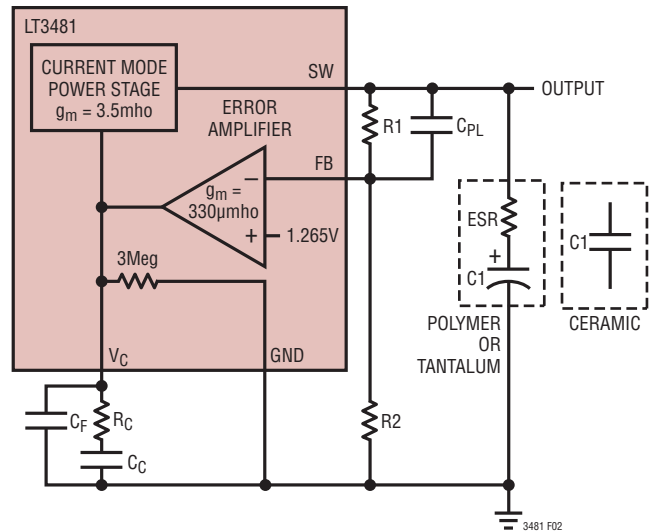 LT3481
CURRENT MODE
POWER STAGE
gm = 3.5mho
SW
OUTPUT
ERROR
AMPLIFIER
R1
CPL
FB
gm =
330µmho
–
+
1.265V
ESR
+
C1
C1
3Meg
POLYMER
OR
TANTALUM
CERAMIC
VC
GND
CF
RC
CC
R2
3481 F02